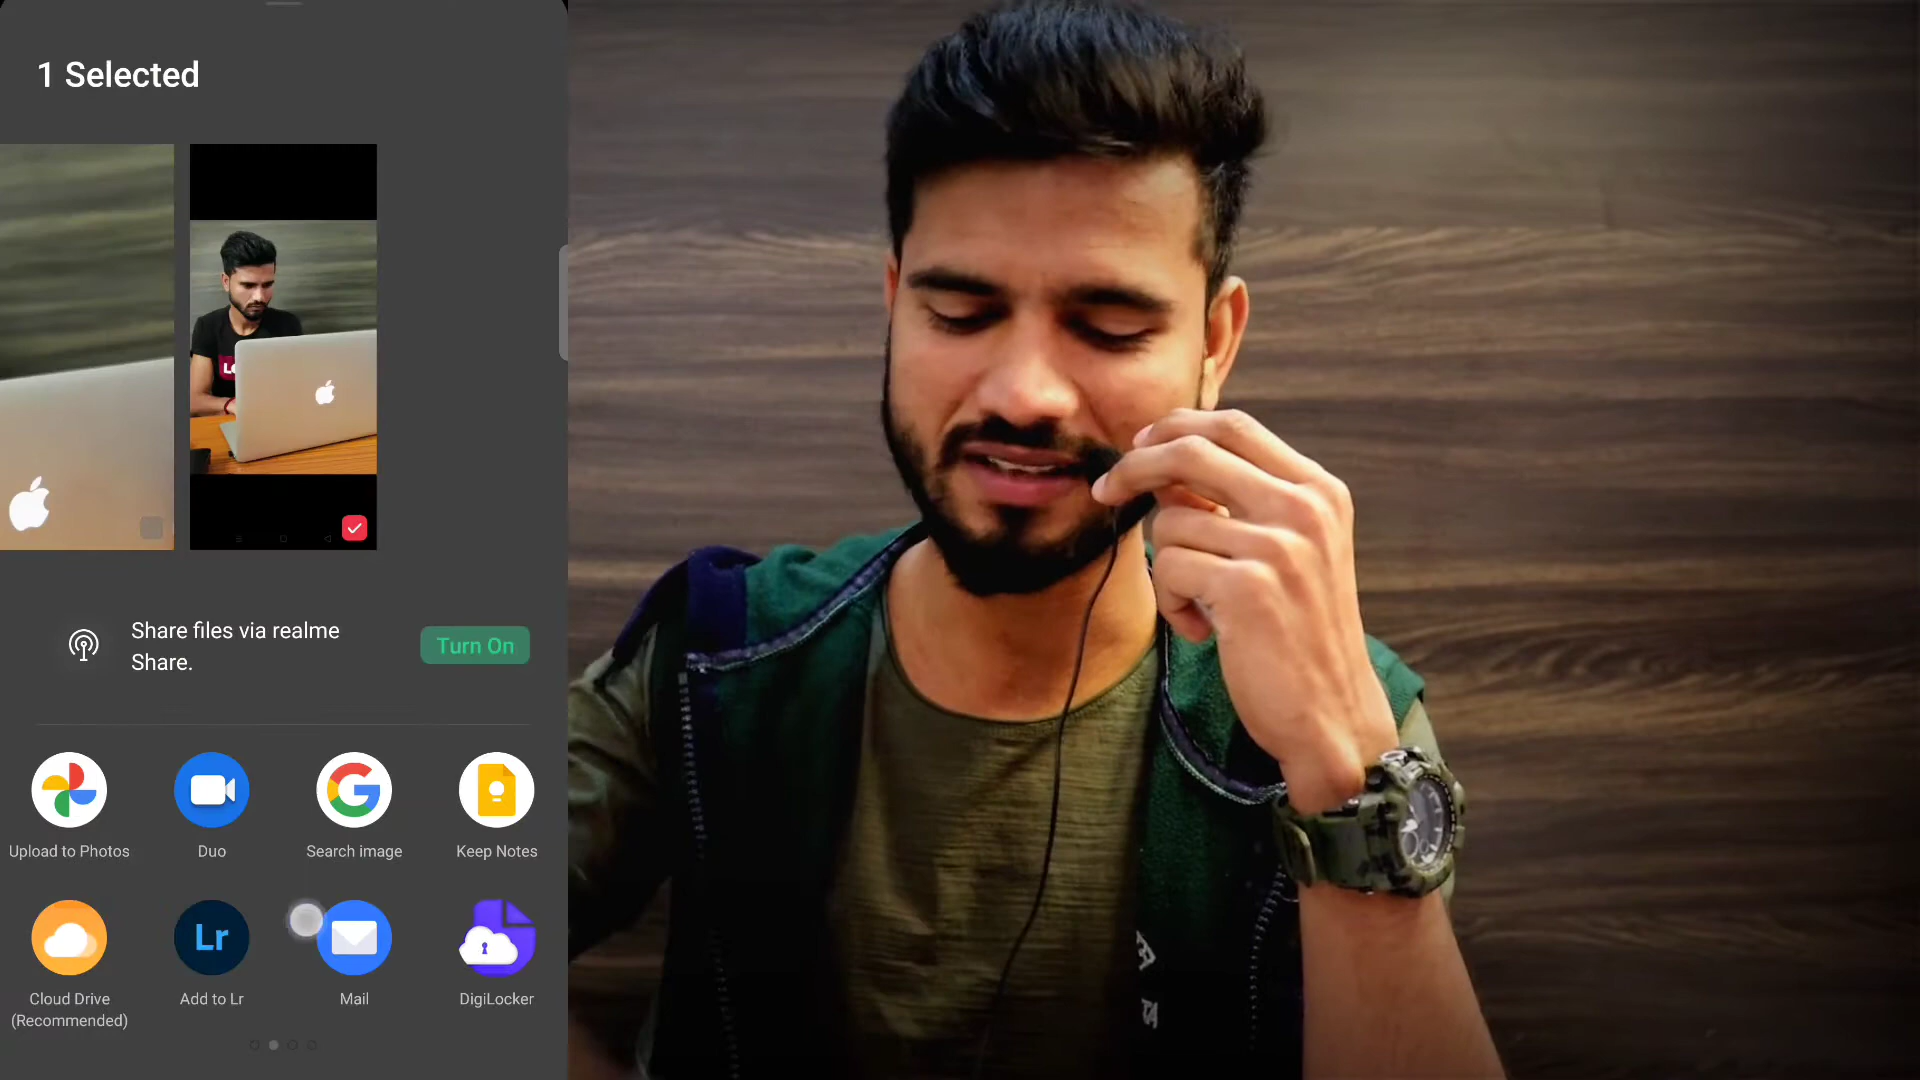 1 Selected
Share files via realme
Share.
Turn On
Upload to Photos
Duo
Search image
Keep Notes
Lr
Cloud Drive
(Recommended)
Add to Lr
Mail
DigiLocker